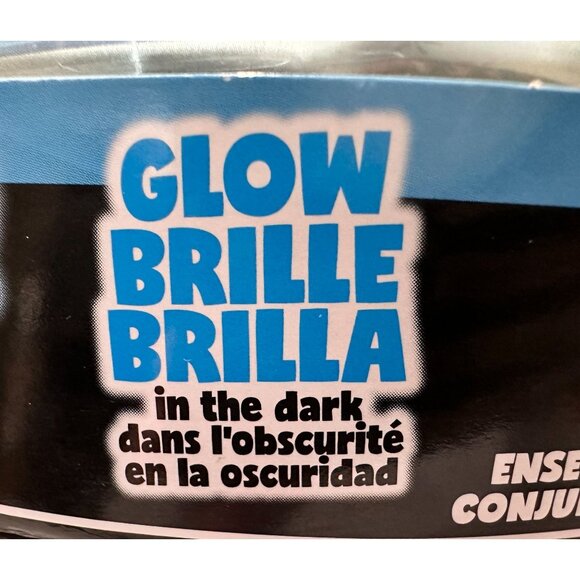 GLOW
BRILLE
BRILLA
in the dark
dans l'obscurité
en la oscuridad